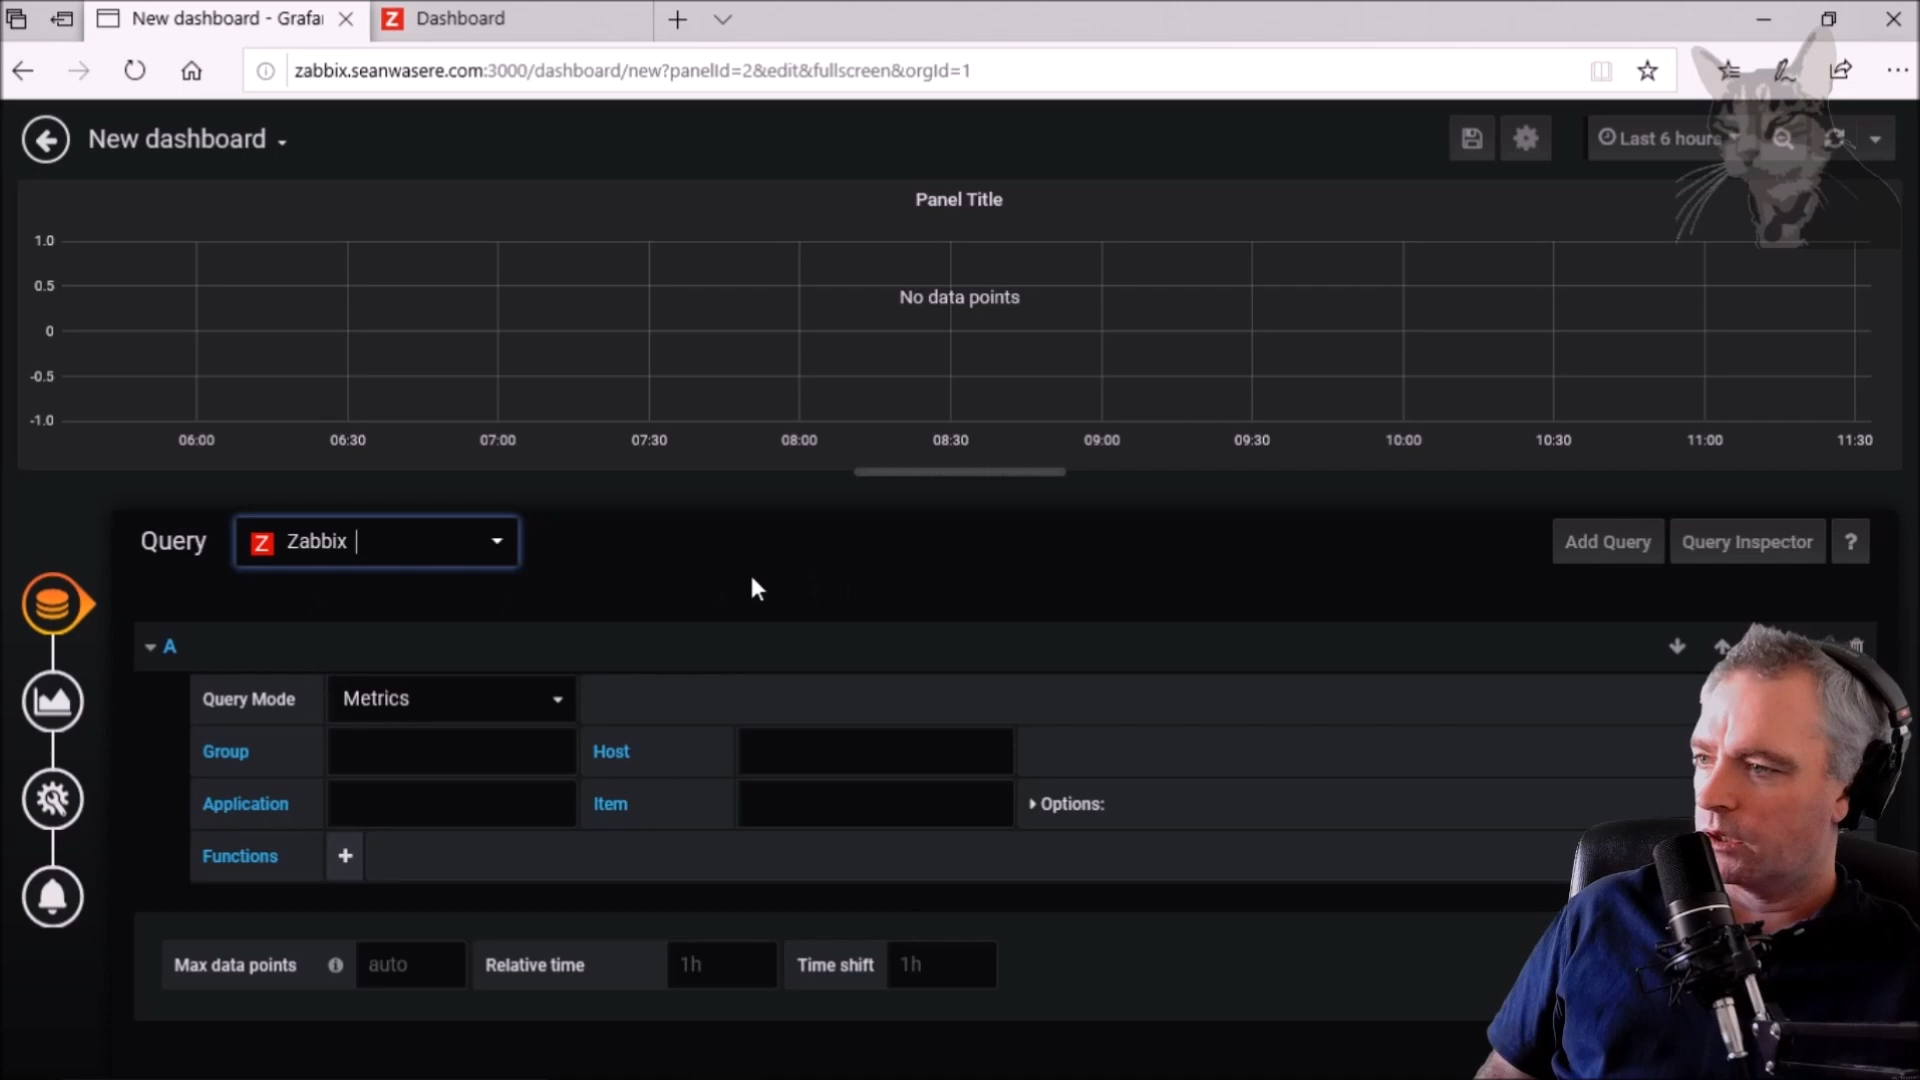 New dashboard - Grafa
Z Dashboard
zabbix.seanwasere.com:3000/dashboard/new?panelId=2&edit&fullscreen&orgId=1
New dashboard
Last 6 hours
Panel Title
1.0
0.5
No data points
0
-0.5
-1.0
06:00 06:30 07:00 07:30 08:00 08:30 09:00 09:30 10:00 10:30 11:00 11:30
Query Z Zabbix Add Query Query Inspector ?
A
Query Mode Metrics
Group Host
Application Item Options:
Functions +
Max data points auto Relative time 1h Time shift 1h